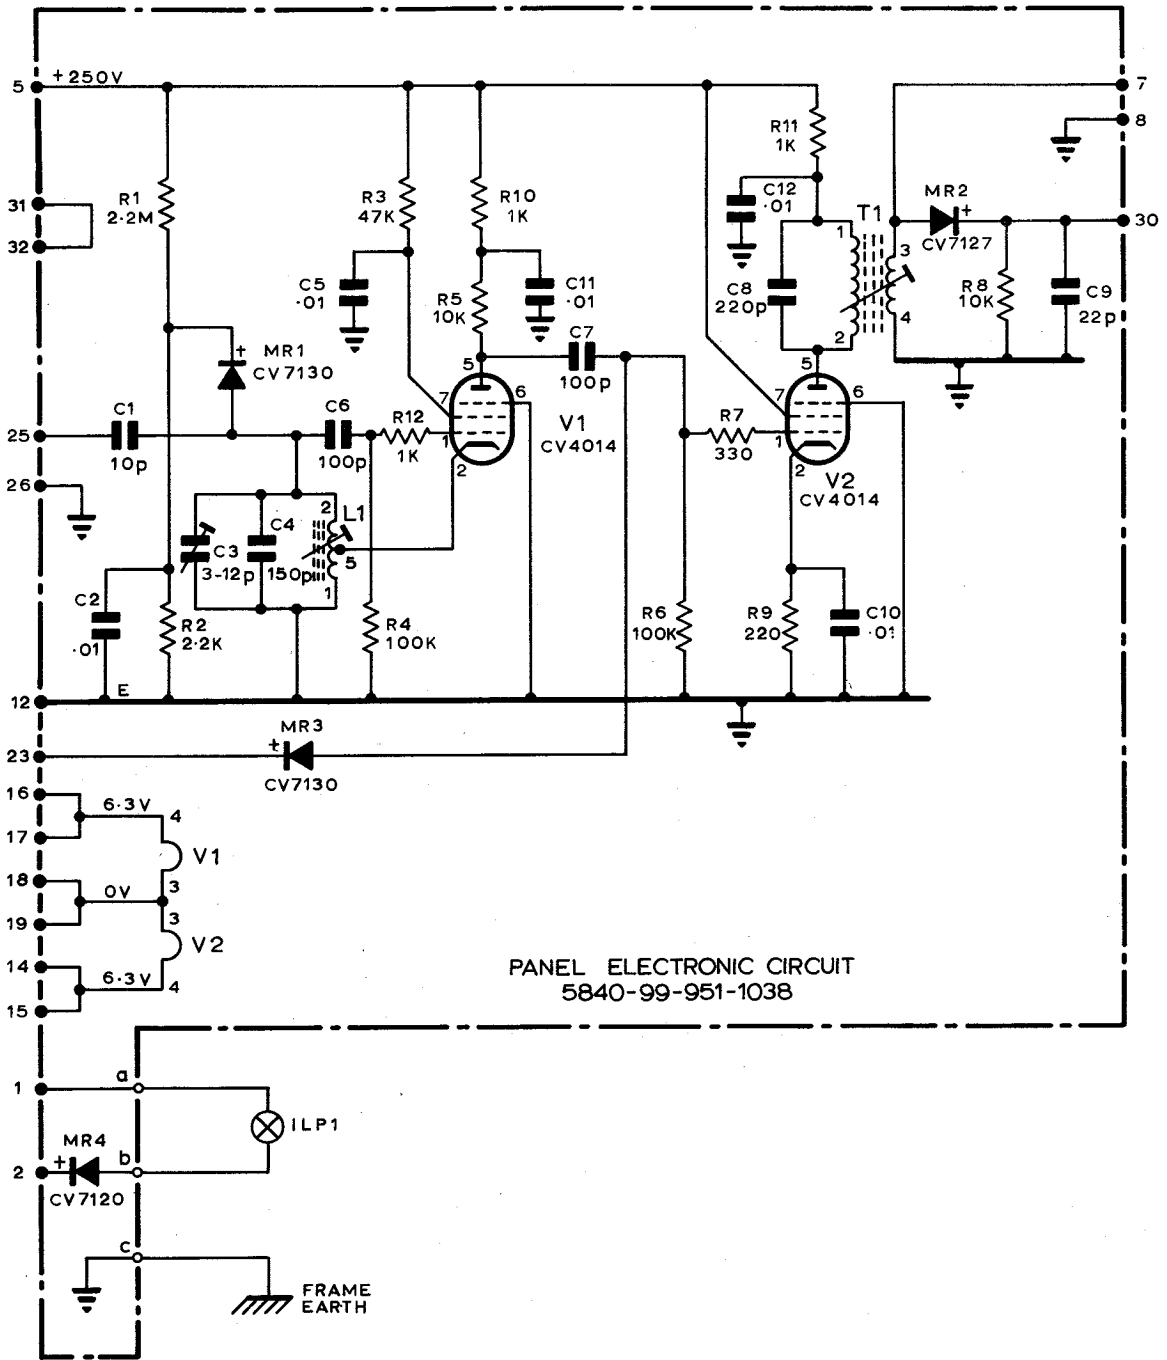 5
+250V
7
8
R11
1K
31
32
R1
2·2M
R3
47K
R10
1K
C12
·01
T1
MR2
+
CV7127
30
1
3
C5
·01
R5
10K
C11
·01
C8
220p
R8
10K
C9
22p
2
4
+
MR1
CV7130
C7
100p
5
5
C1
10p
25
C6
100p
R12
1K
7
1
2
6
V1
CV4014
R7
330
7
1
2
6
V2
CV4014
26
2
L1
C3
3-12p
C4
150p
5
1
C2
·01
R2
2·2K
R4
100K
R6
100K
R9
220
C10
·01
12
E
MR3
+
CV7130
23
16
6·3V
4
17
V1
18
0V
3
19
3
V2
14
6·3V
4
15
PANEL ELECTRONIC CIRCUIT
5840-99-951-1038
1
a
ILP1
MR4
+
2
b
CV7120
c
FRAME
EARTH